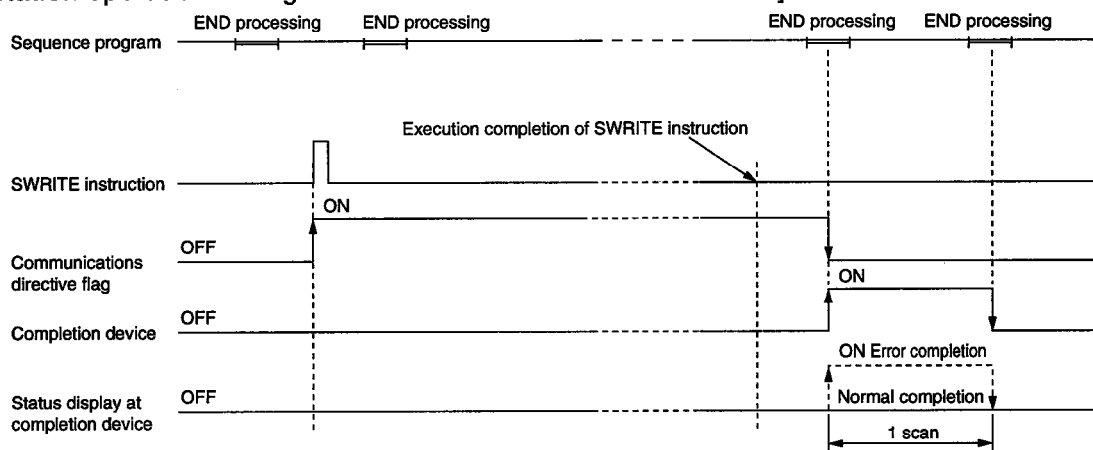 END processing END processing END processing END processing
Sequence program
Execution completion of SWRITE instruction
SWRITE instruction
ON
OFF
Communications
directive flag
ON
OFF
Completion device
ON Error completion
OFF
Normal completion
Status display at
completion device
1 scan